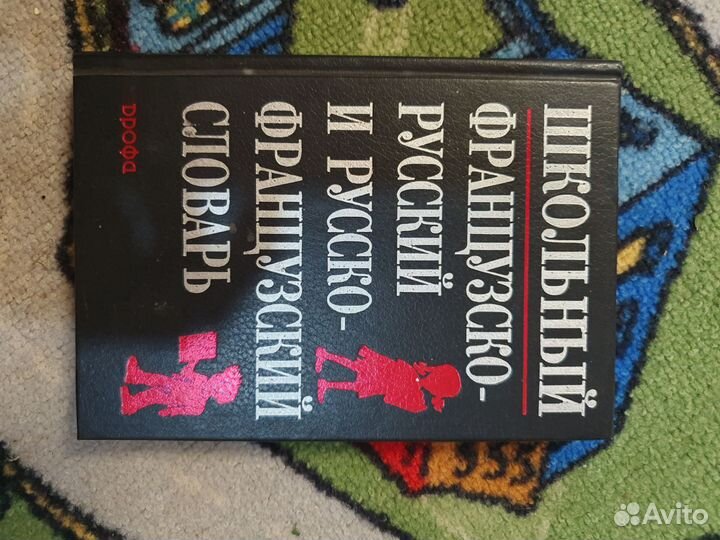 ШКОЛЬНЫЙ
ФРАНЦУЗСКО-
РУССКИЙ
И РУССКО-
ФРАНЦУЗСКИЙ
СЛОВАРЬ
дрофа
Avito